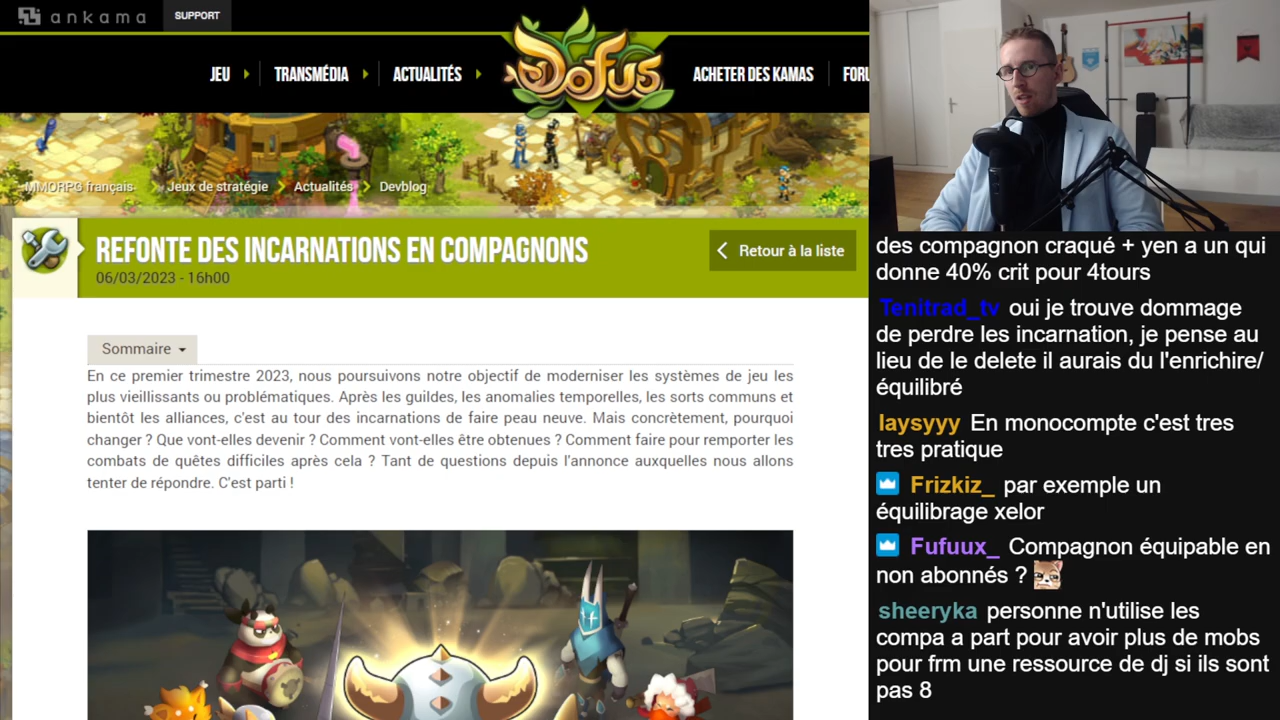 ankama
SUPPORT
JEU
TRANSMÉDIA
ACTUALITÉS
DOFUS
ACHETER DES KAMAS
FORU
MMORPG français
Jeux de stratégie
Actualités
Devblog
REFONTE DES INCARNATIONS EN COMPAGNONS
06/03/2023 - 16h00
Retour à la liste
Sommaire
En ce premier trimestre 2023, nous poursuivons notre objectif de moderniser les systèmes de jeu les
plus vieillissants ou problématiques. Après les guildes, les anomalies temporelles, les sorts communs et
bientôt les alliances, c'est au tour des incarnations de faire peau neuve. Mais concrètement, pourquoi
changer ? Que vont-elles devenir ? Comment vont-elles être obtenues ? Comment faire pour remporter les
combats de quêtes difficiles après cela ? Tant de questions depuis l'annonce auxquelles nous allons
tenter de répondre. C'est parti !
des compagnon craqué + yen a un qui
donne 40% crit pour 4tours
Tenitrad_tv oui je trouve dommage
de perdre les incarnation, je pense au
lieu de le delete il aurais du l'enrichire/
équilibré
laysyyy En monocompte c'est tres
tres pratique
Frizkiz_ par exemple un
équilibrage xelor
Fufuux_ Compagnon équipable en
non abonnés ?
sheeryka personne n'utilise les
compa a part pour avoir plus de mobs
pour frm une ressource de dj si ils sont
pas 8